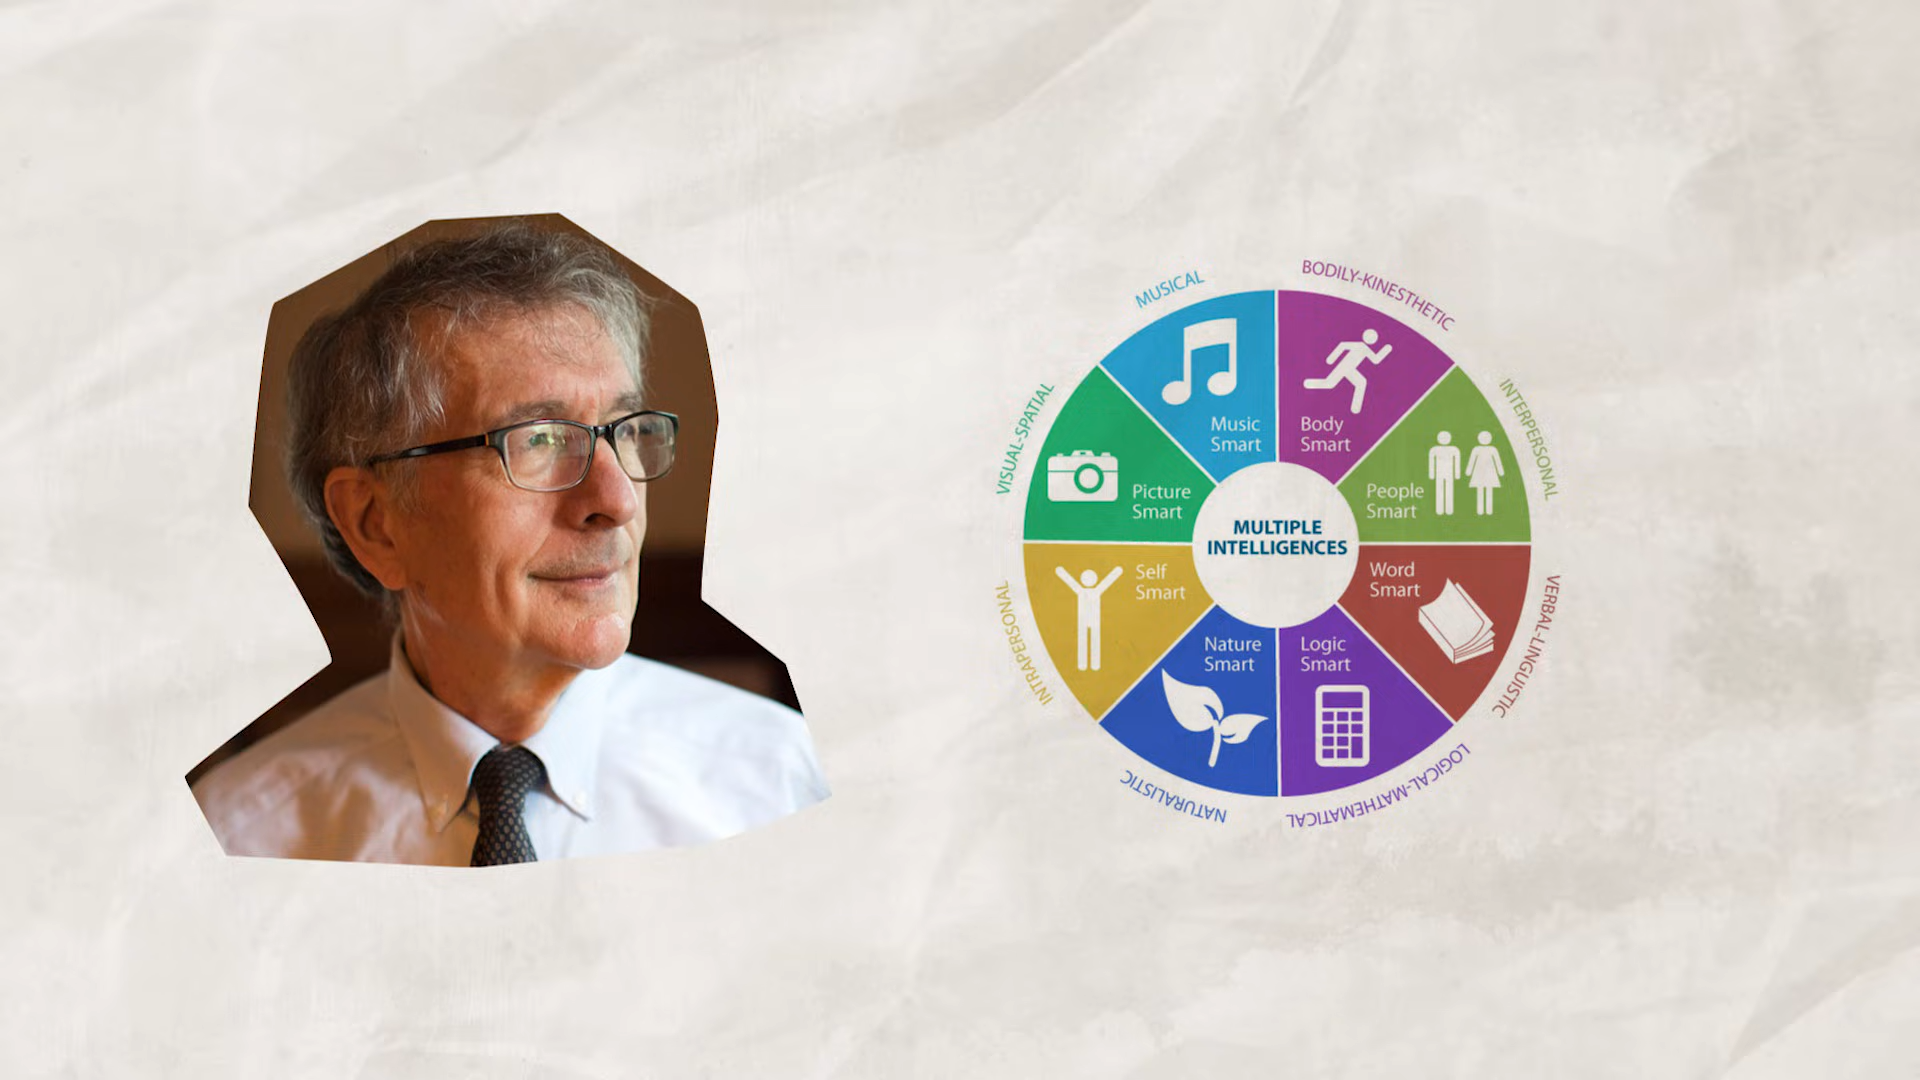 MUSICAL
BODILY-KINESTHETIC
INTERPERSONAL
VERBAL-LINGUISTIC
LOGICAL-MATHEMATICAL
NATURALISTIC
INTRAPERSONAL
VISUAL-SPATIAL
Music
Smart
Body
Smart
Picture
Smart
People
Smart
MULTIPLE
INTELLIGENCES
Self
Smart
Word
Smart
Nature
Smart
Logic
Smart